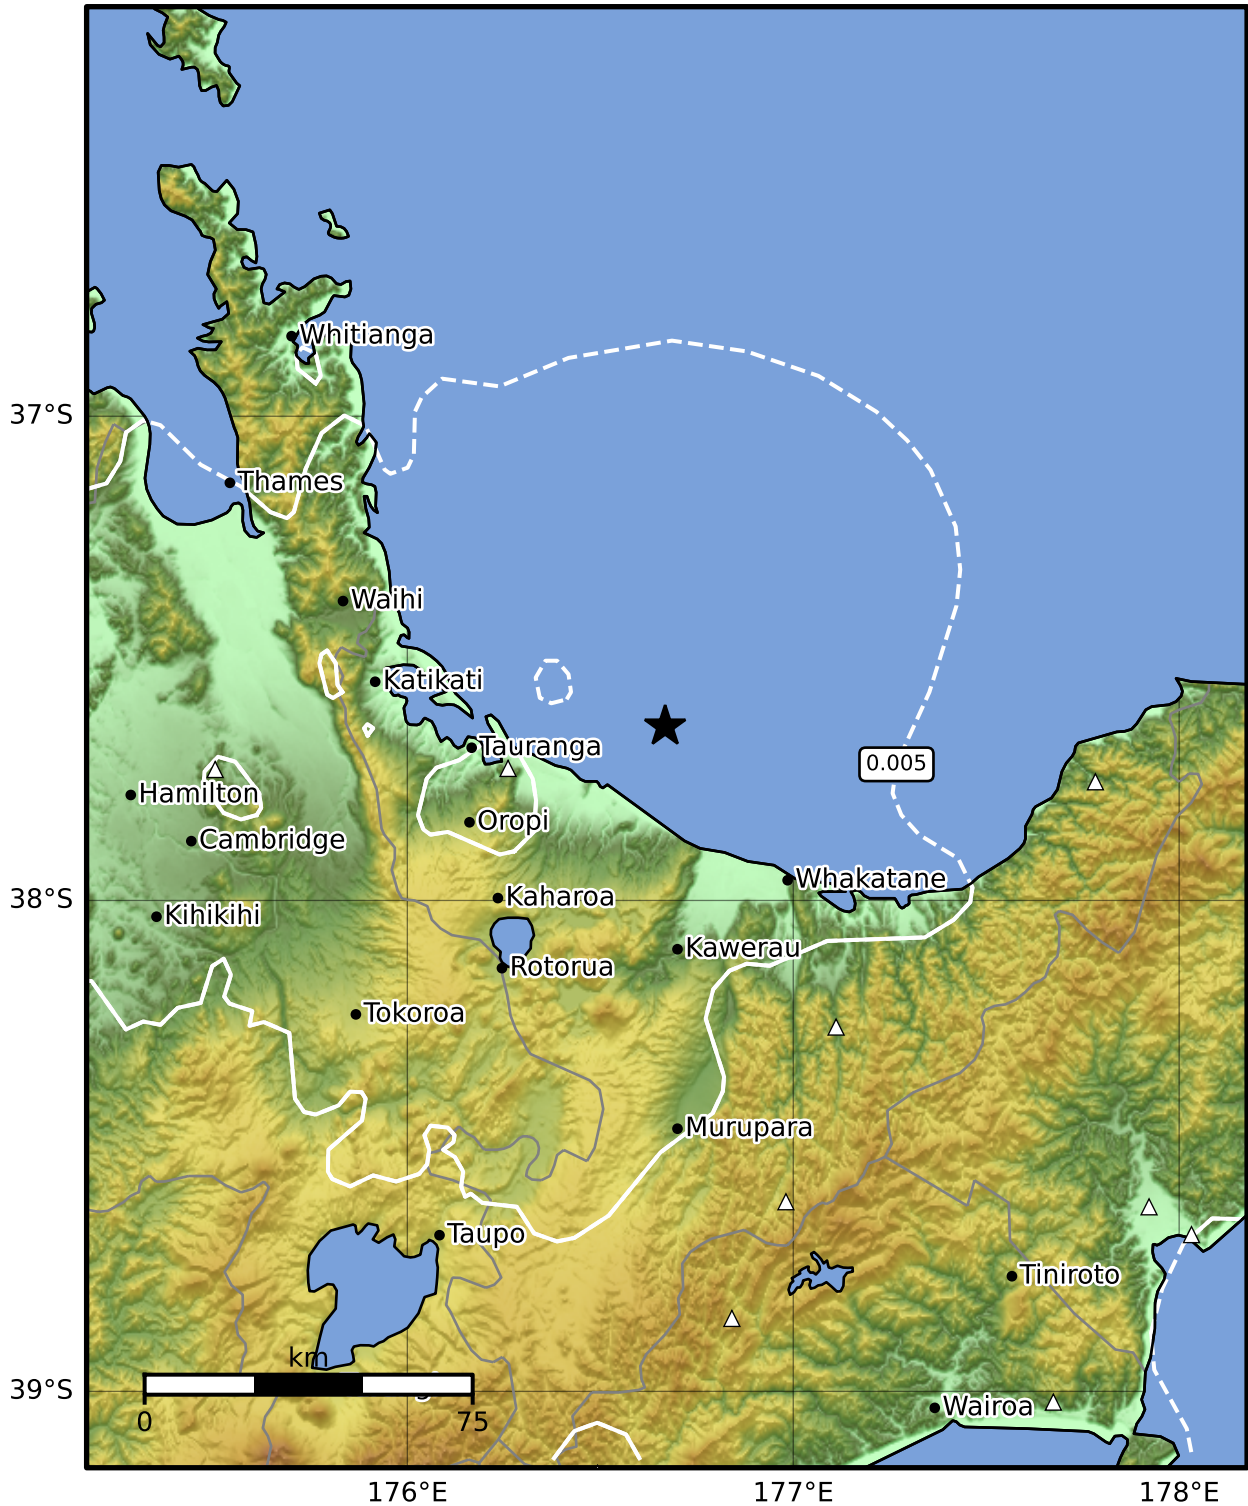 Whitianga
37°S
Thames
Waihi
Katikati
Tauranga
0.005
Hamilton
Oropi
Cambridge
Whakatane
38°S
Kaharoa
Kihikihi
Kawerau
Rotorua
Tokoroa
Murupara
Taupo
Tiniroto
km
39°S
Wairoa
0
75
176°E
177°E
178°E